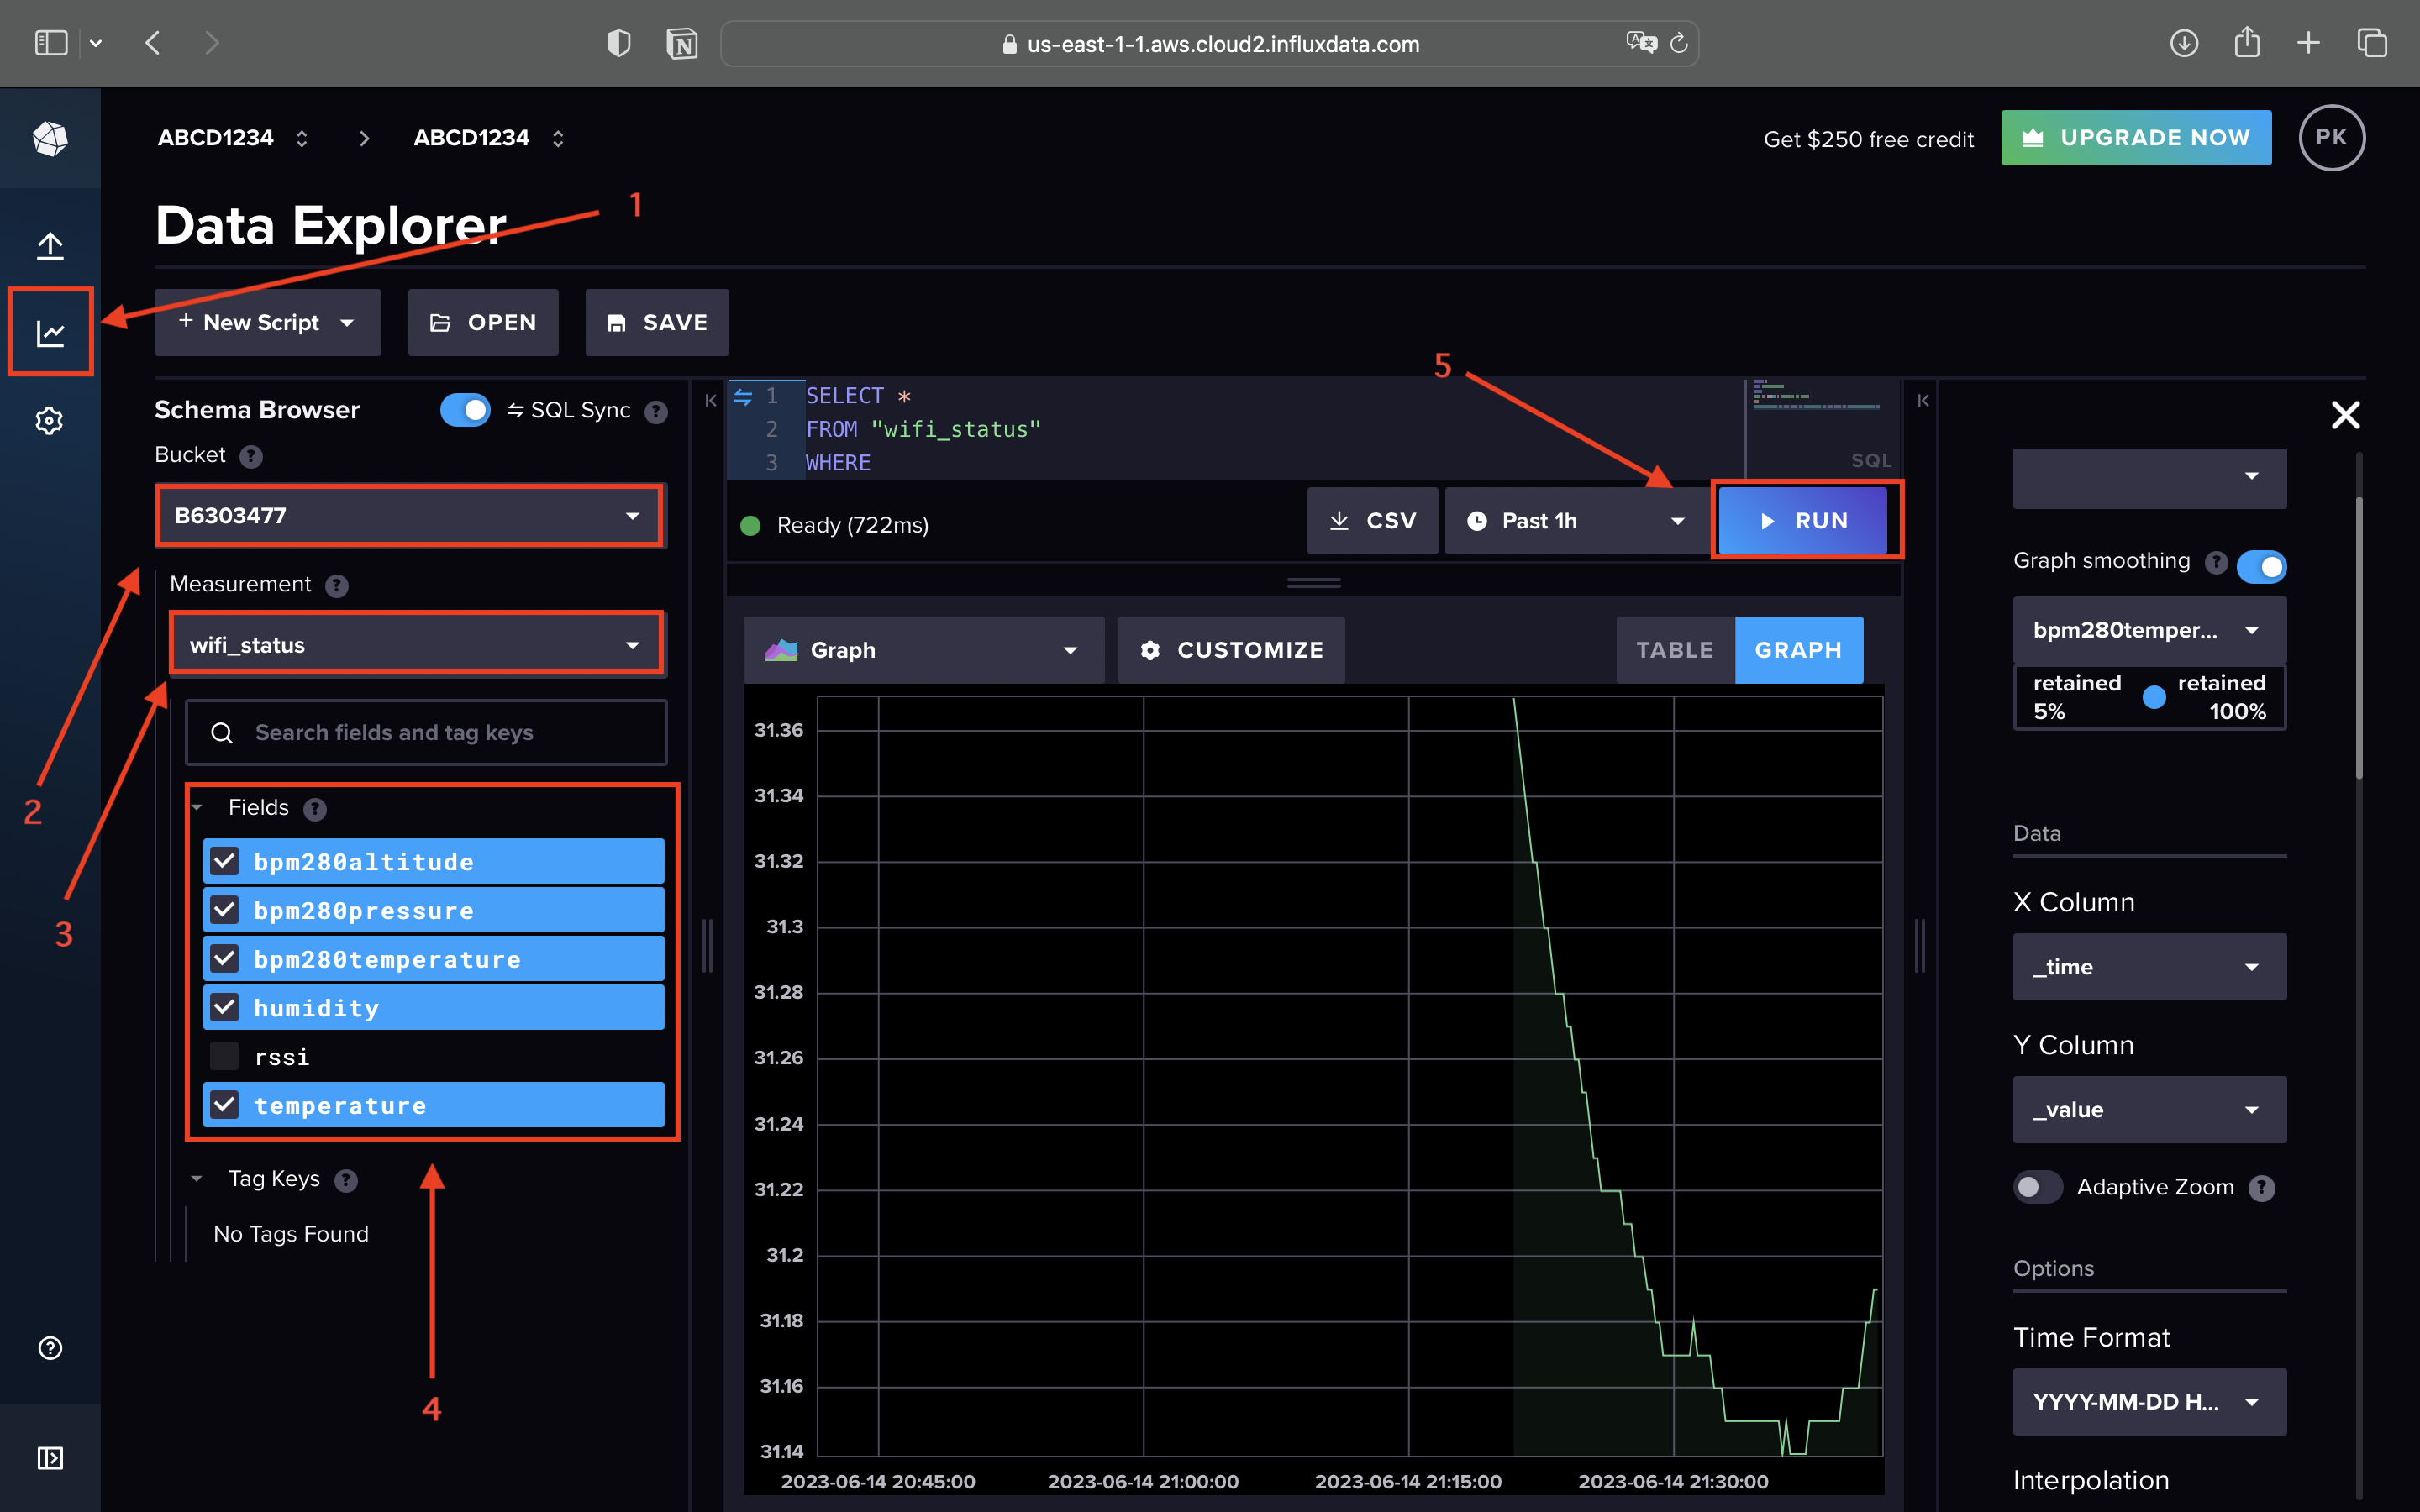 us-east-1-1.aws.cloud2.influxdata.com
ABCD1234
ABCD1234
Get $250 free credit
UPGRADE NOW
PK
Data Explorer
1
+ New Script
OPEN
SAVE
5
Schema Browser
SQL Sync ?
Bucket ?
B6303477
Measurement ?
wifi_status
Search fields and tag keys
Fields ?
bpm280altitude
bpm280pressure
bpm280temperature
humidity
rssi
temperature
Tag Keys ?
No Tags Found
2
3
4
1 SELECT *
2 FROM "wifi_status"
3 WHERE
SQL
Ready (722ms)
CSV
Past 1h
RUN
Graph
CUSTOMIZE
TABLE
GRAPH
31.36
31.34
31.32
31.3
31.28
31.26
31.24
31.22
31.2
31.18
31.16
31.14
2023-06-14 20:45:00
2023-06-14 21:00:00
2023-06-14 21:15:00
2023-06-14 21:30:00
Graph smoothing ?
bpm280temper...
retained 5%
retained 100%
Data
X Column
_time
Y Column
_value
Adaptive Zoom ?
Options
Time Format
YYYY-MM-DD H...
Interpolation